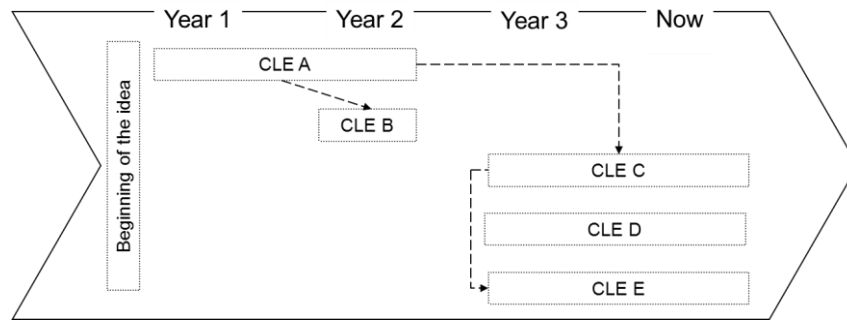 Year 1 Year 2 Year 3 Now
Beginning of the idea
CLE A
CLE B
CLE C
CLE D
CLE E